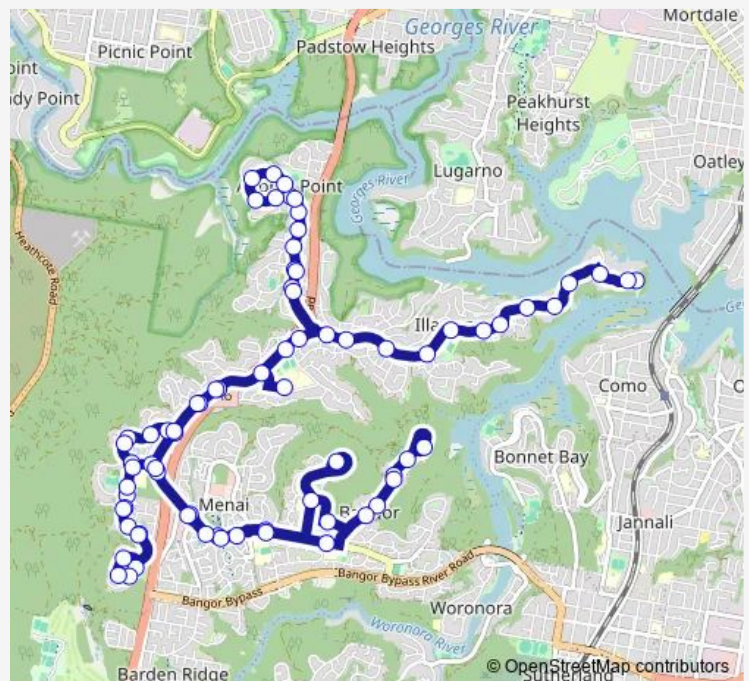 Mortdale
Georges River
Picnic Point
Padstow Heights
Peakhurst
Heights
Lugarno
Oatley
Point
Georges River
Heathcote Road
Como
Bonnet Bay
Menai
Jannali
Bangor Bypass River Road
Bangor Bypass
Woronora
Woronora River
Barden Ridge
© OpenStreetMap contributors
Sutherland